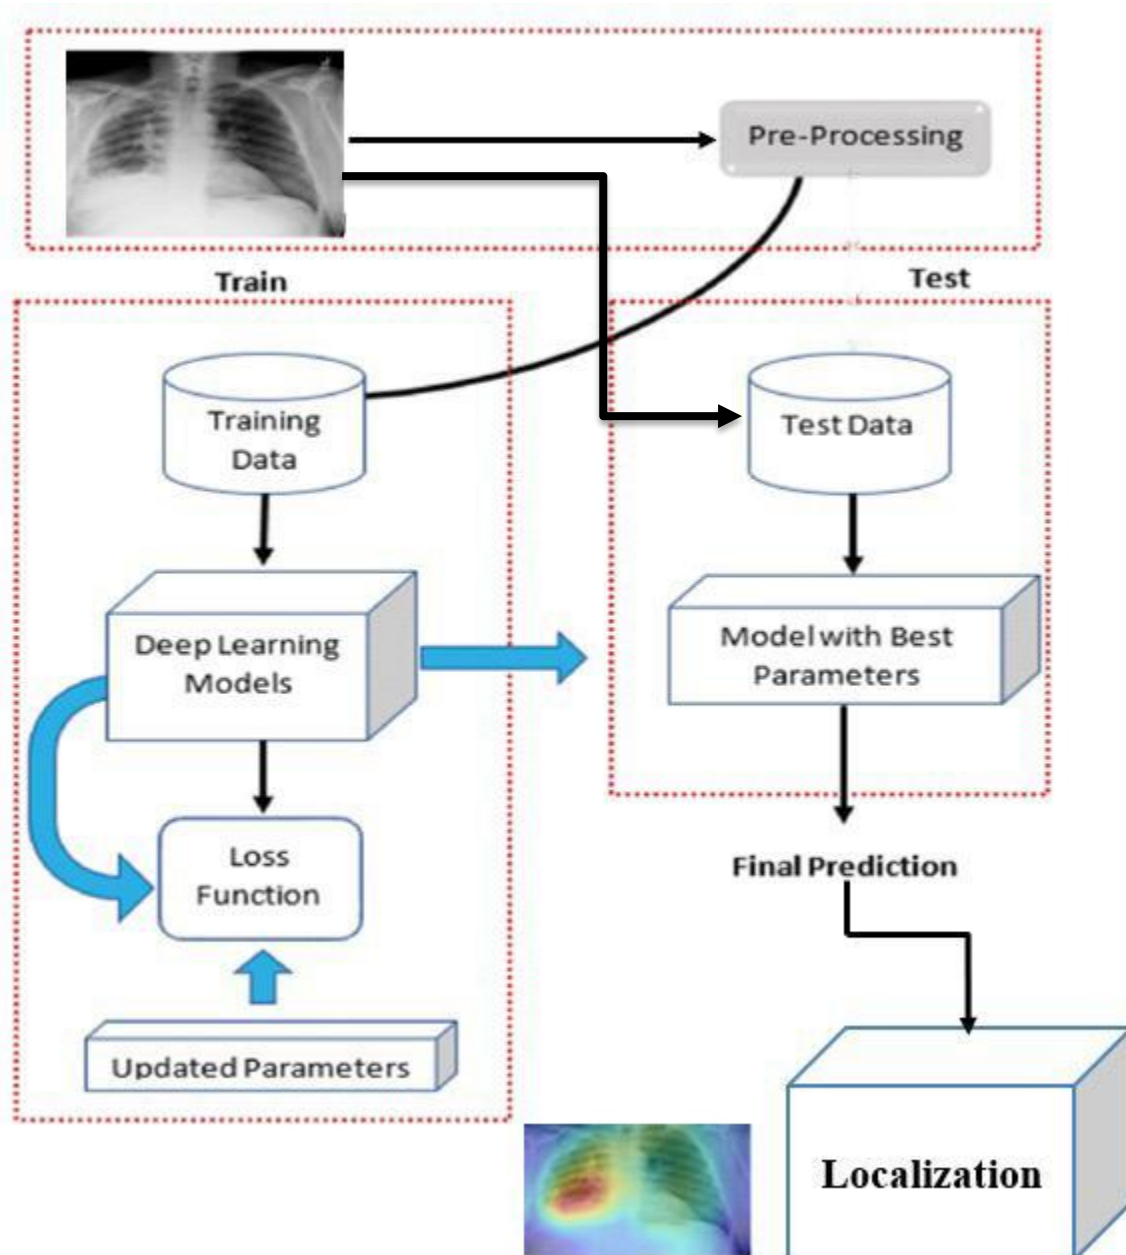 Pre-Processing
Train
Test
Training
Data
Test Data
Deep Learning
Models
Model with Best
Parameters
Loss
Function
Final Prediction
Updated Parameters
Localization